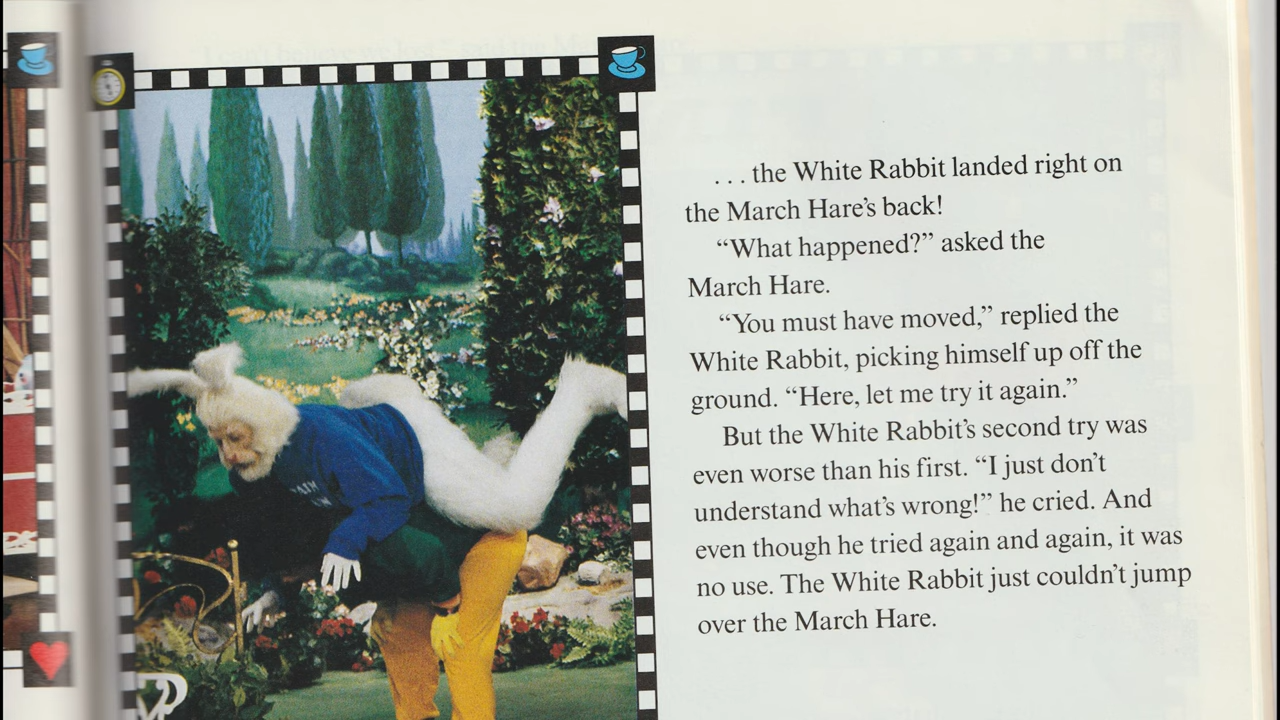 . . . the White Rabbit landed right on
the March Hare’s back!
“What happened?” asked the
March Hare.
“You must have moved,” replied the
White Rabbit, picking himself up off the
ground. “Here, let me try it again.”
But the White Rabbit’s second try was
even worse than his first. “I just don’t
understand what’s wrong!” he cried. And
even though he tried again and again, it was
no use. The White Rabbit just couldn’t jump
over the March Hare.